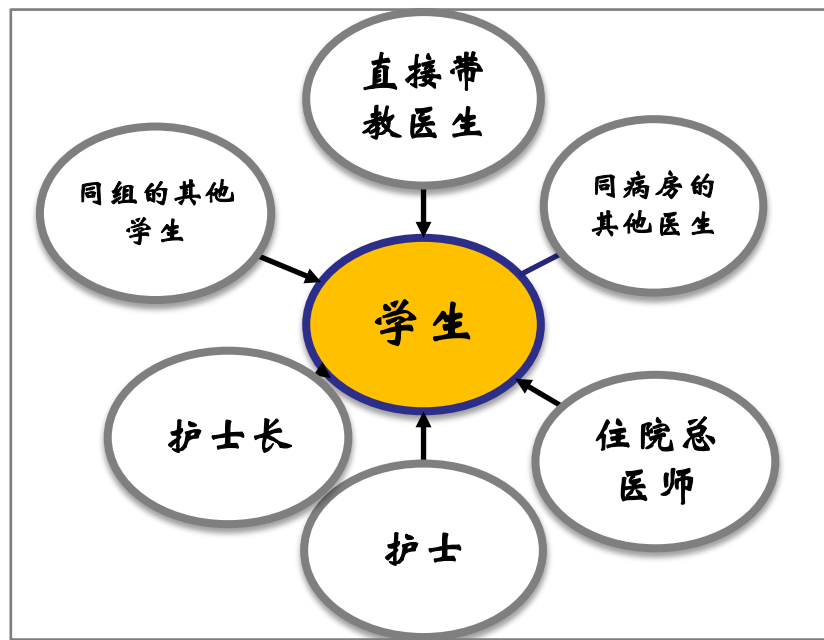 直接带
教医生
同组的其他
学生
同病房的
其他医生
学生
护士长
住院总
医师
护士